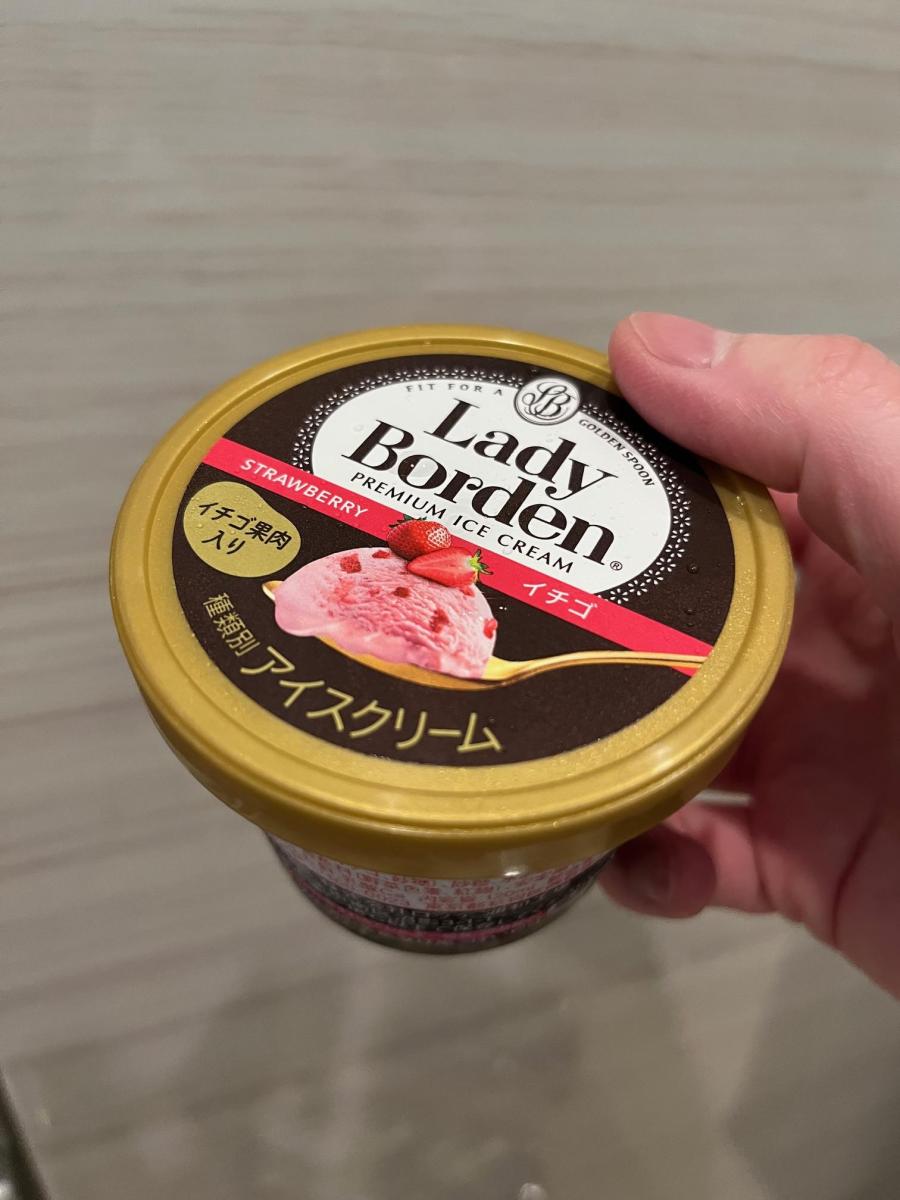 FIT FOR A LB GOLDEN SPOON
Lady
Borden®
PREMIUM ICE CREAM
STRAWBERRY イチゴ
イチゴ果肉
入り
種類別 アイスクリーム